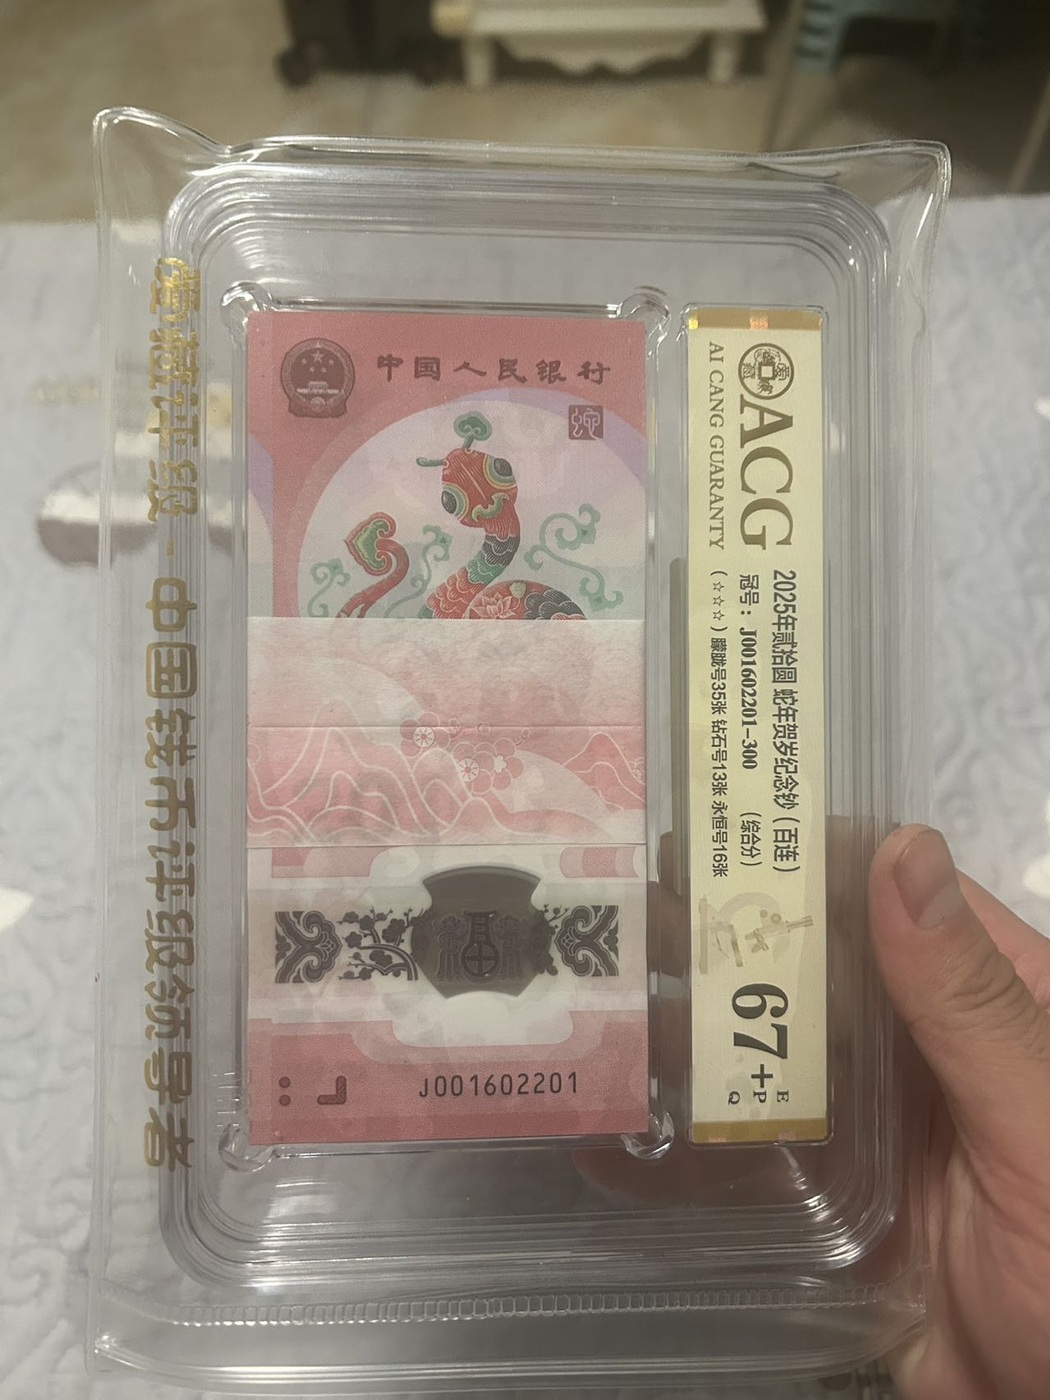 爱藏评级-中国钱币评级领导者
中国人民银行
J001602201
ACG
AI CANG GUARANTY
2025年贰拾圆 蛇年贺岁纪念钞（百连）
冠号：J001602201-300 （综合分）
（☆☆☆）朦胧号35张 钻石号13张 永恒号16张
67+
E
P
Q